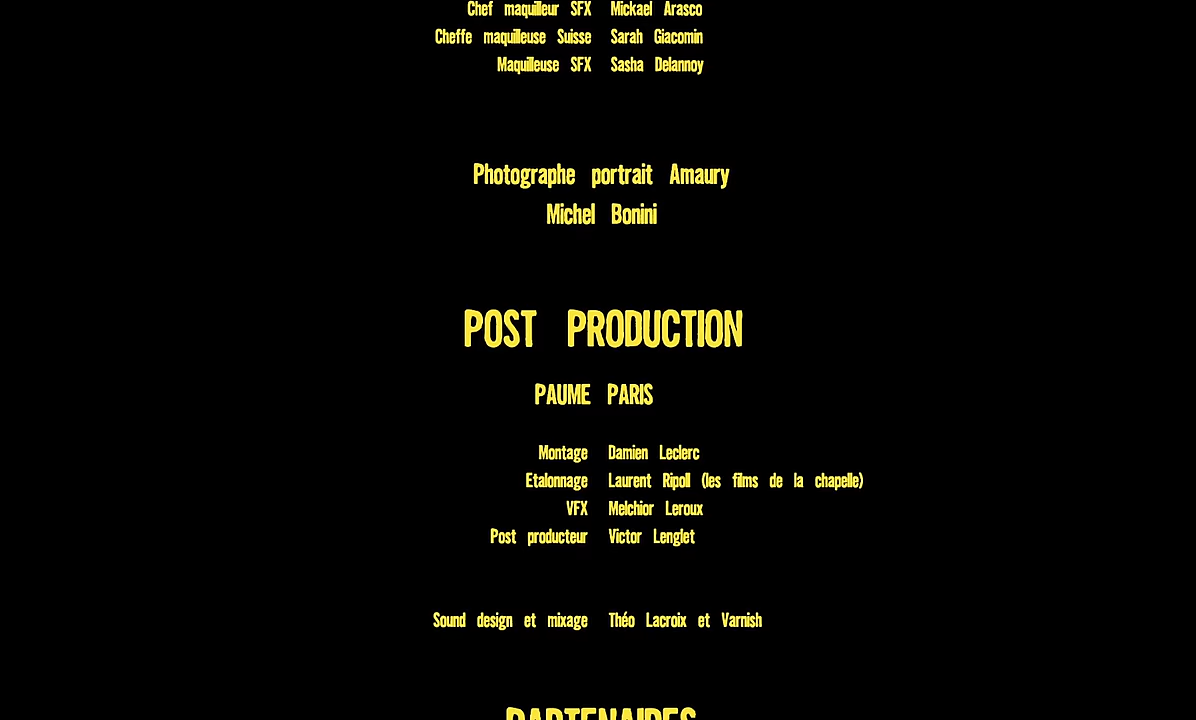 Chef maquilleur SFX Mickael Arasco
Cheffe maquilleuse Suisse Sarah Giacomin
Maquilleuse SFX Sasha Delannoy
Photographe portrait Amaury
Michel Bonini
POST PRODUCTION
PAUME PARIS
Montage Damien Leclerc
Etalonnage Laurent Ripoll (les films de la chapelle)
VFX Melchior Leroux
Post producteur Victor Lenglet
Sound design et mixage Théo Lacroix et Varnish
PARTENAIRES